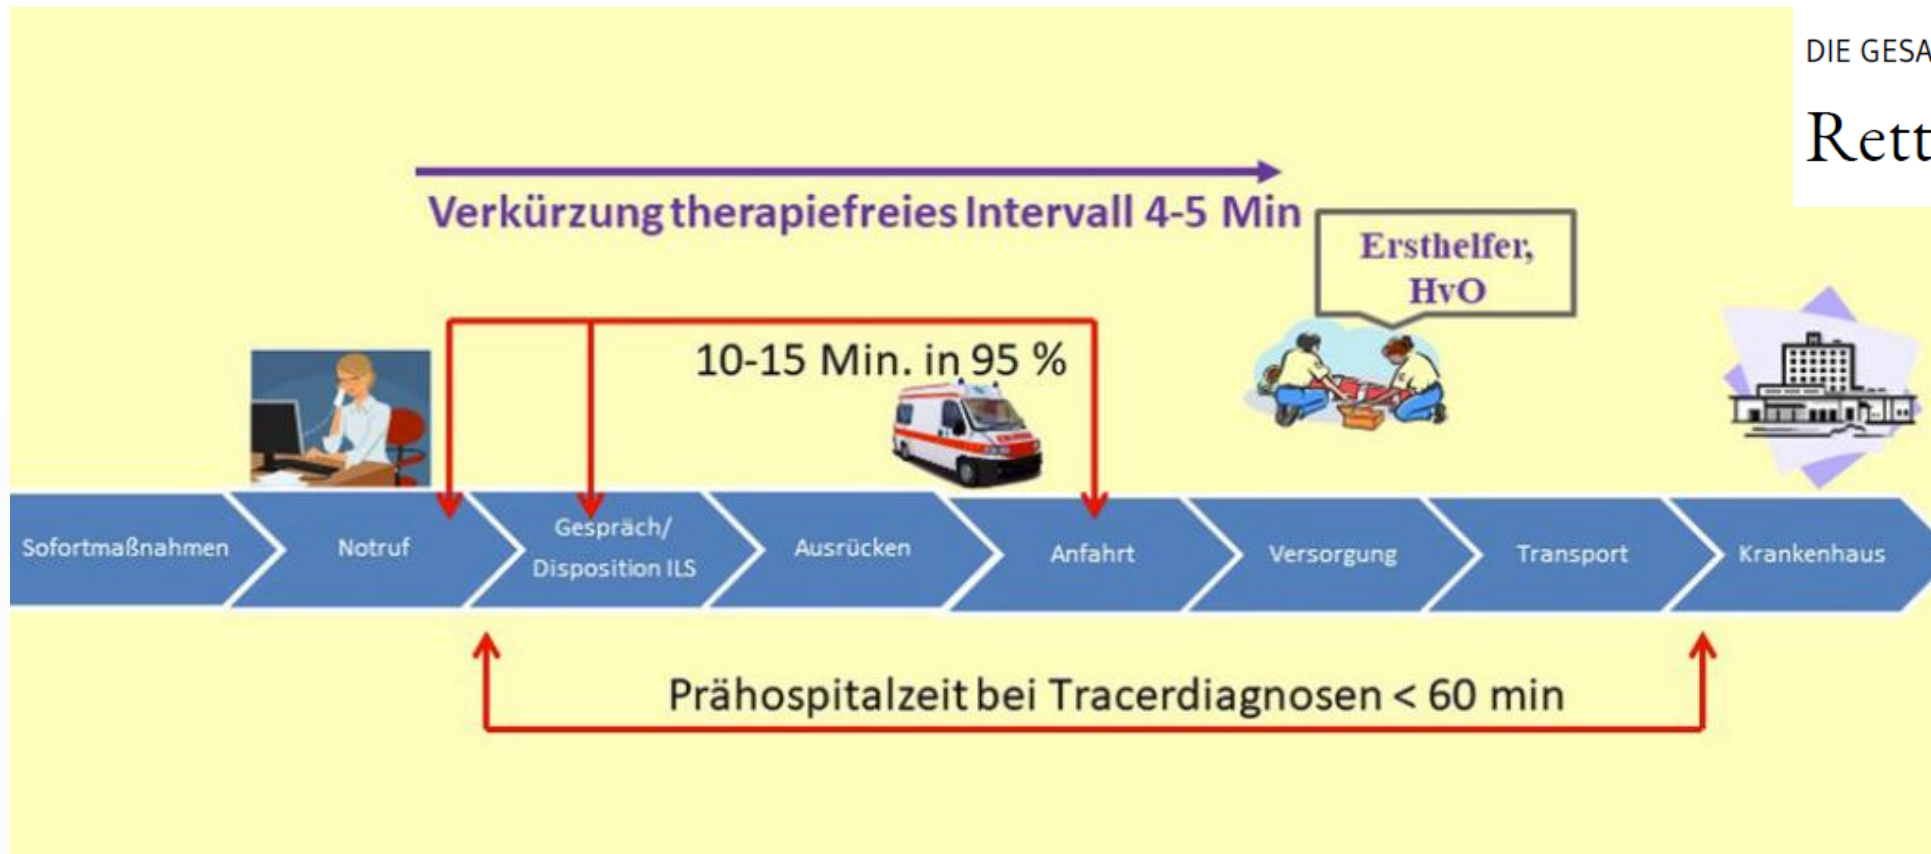 DIE GESA
Rett
Verkürzung therapiefreies Intervall 4-5 Min
Ersthelfer,
HvO
10-15 Min. in 95 %
Sofortmaßnahmen
Notruf
Gespräch/
Disposition ILS
Ausrücken
Anfahrt
Versorgung
Transport
Krankenhaus
Prähospitalzeit bei Tracerdiagnosen < 60 min